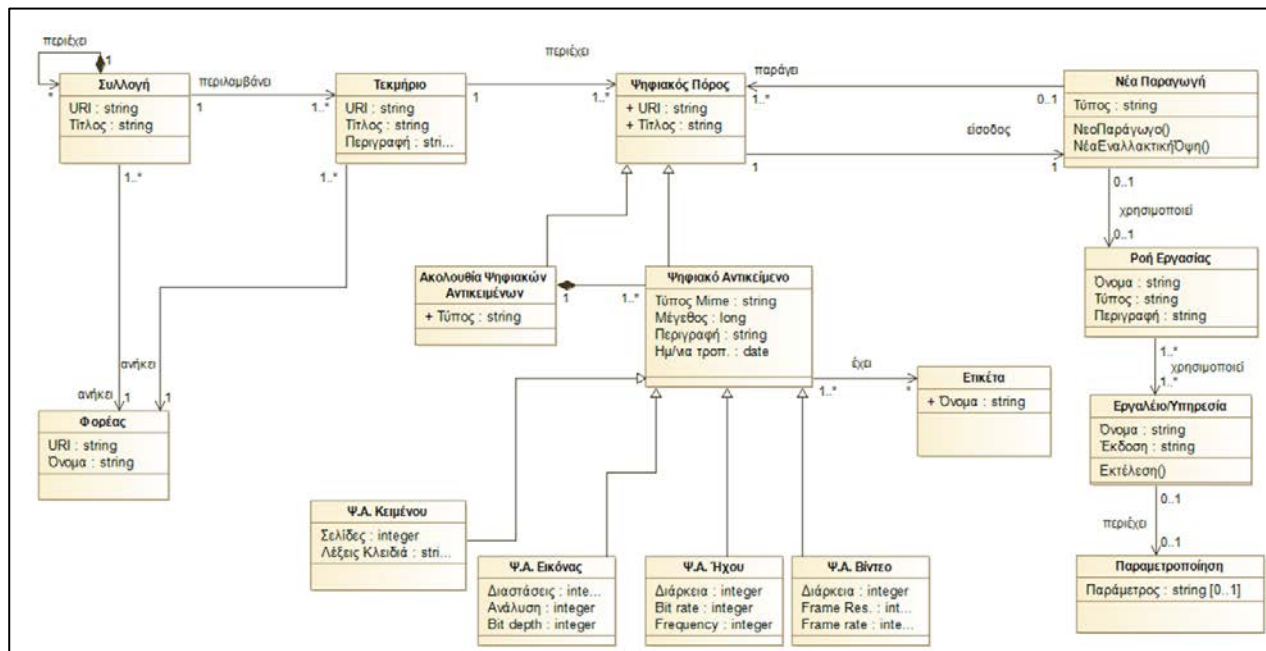 περιέχει
1
*
Συλλογή
URI : string
Τίτλος : string
περιλαμβάνει
1
1..*
Τεκμήριο
URI : string
Τίτλος : string
Περιγραφή : stri...
περιέχει
1
1..*
Ψηφιακός Πόρος
+ URI : string
+ Τίτλος : string
παράγει
1..*
0..1
είσοδος
1
1
Νέα Παραγωγή
Τύπος : string
ΝεοΠαράγωγο()
ΝέαΕναλλακτικήΌψη()
1..*
1..*
0..1
χρησιμοποιεί
0..1
Ροή Εργασίας
Όνομα : string
Τύπος : string
Περιγραφή : string
Ακολουθία Ψηφιακών
Αντικειμένων
+ Τύπος : string
1
1..*
Ψηφιακό Αντικείμενο
Τύπος Mime : string
Μέγεθος : long
Περιγραφή : string
Ημ/νια τροπ. : date
έχει
1..*
*
Ετικέτα
+ Όνομα : string
1..*
χρησιμοποιεί
1..*
ανήκει
ανήκει
1
1
Φορέας
URI : string
Όνομα : string
Εργαλέιο/Υπηρεσία
Όνομα : string
Έκδοση : string
Εκτέλεση()
0..1
περιέχει
0..1
Ψ.Α. Κειμένου
Σελίδες : integer
Λέξεις Κλειδιά : stri...
Ψ.Α. Εικόνας
Διαστάσεις : inte...
Ανάλυση : integer
Bit depth : integer
Ψ.Α. Ήχου
Διάρκεια : integer
Bit rate : integer
Frequency : integer
Ψ.Α. Βίντεο
Διάρκεια : integer
Frame Res. : int...
Frame rate : inte...
Παραμετροποίηση
Παράμετρος : string [0..1]